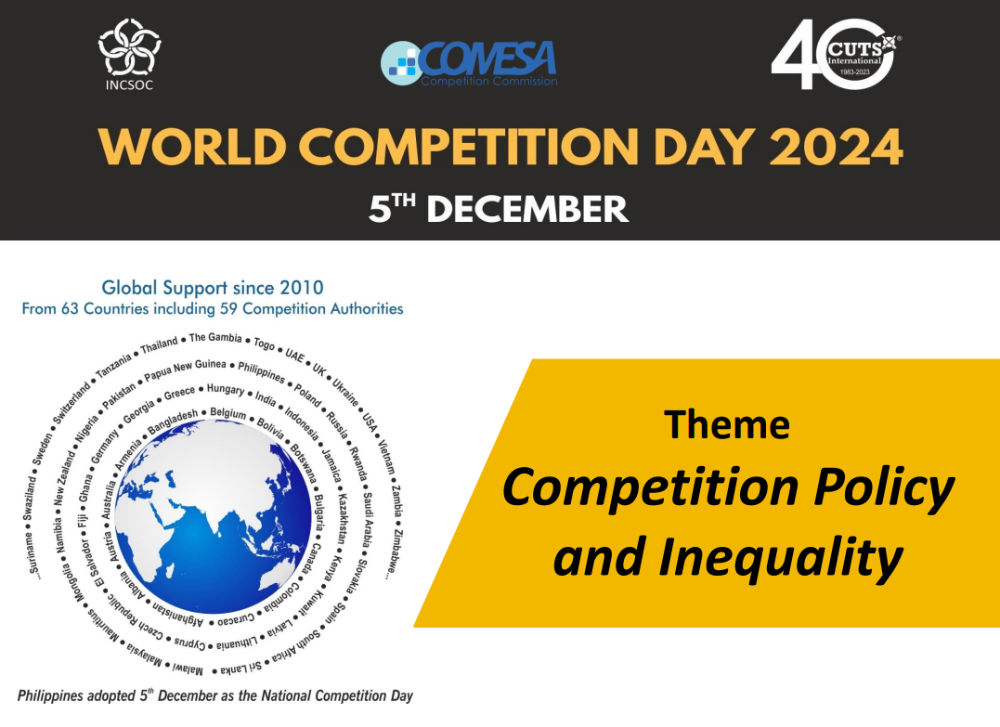 INCSOC
COMESA
Competition Commission
40
CUTS®
International
1983-2023
WORLD COMPETITION DAY 2024
5TH DECEMBER
Global Support since 2010
From 63 Countries including 59 Competition Authorities
...Suriname • Swaziland • Sweden • Switzerland • Tanzania • Thailand • The Gambia • Togo • UAE • UK • Ukraine • USA • Vietnam • Zambia • Zimbabwe...
Malawi • Malaysia • Mauritius • Mongolia • Namibia • New Zealand • Nigeria • Pakistan • Papua New Guinea • Philippines • Poland • Russia • Rwanda • Saudi Arabia • Slovakia • Spain • South Africa • Sri Lanka •
Cyprus • Czech Republic • El Salvador • Fiji • Ghana • Germany • Georgia • Greece • Hungary • India • Indonesia • Jamaica • Kazakhstan • Kenya • Kuwait • Latvia • Lithuania •
Afghanistan • Albania • Austria • Australia • Armenia • Bangladesh • Belgium • Bolivia • Botswana • Bulgaria • Canada • Colombia • Curacao •
Philippines adopted 5th December as the National Competition Day
Theme
Competition Policy
and Inequality